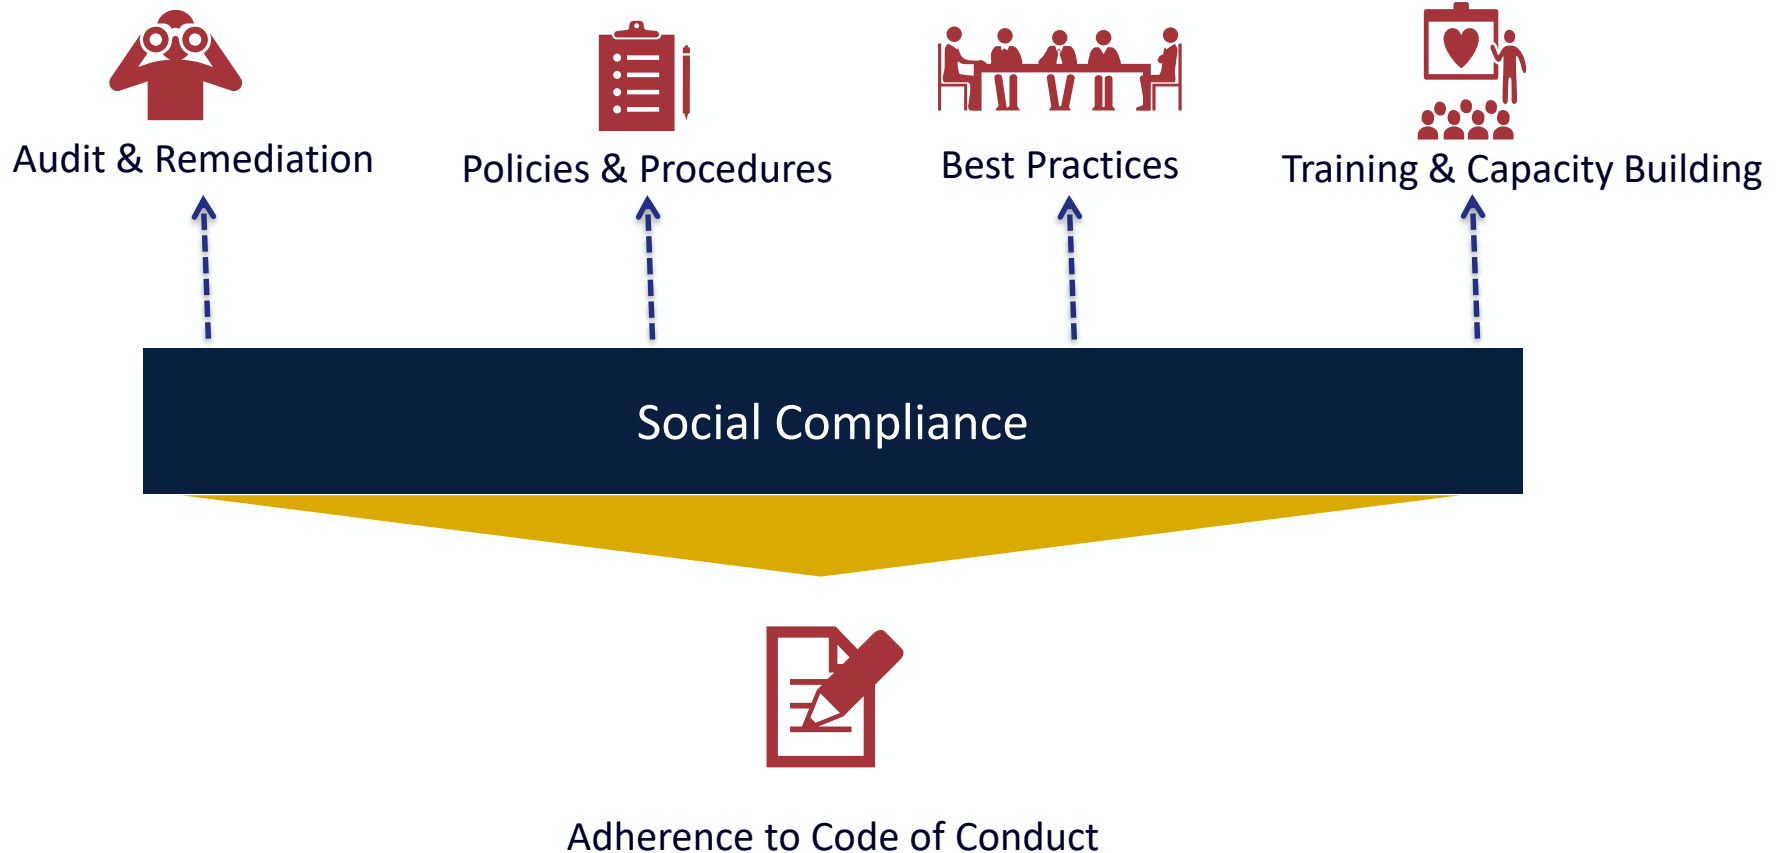 Audit & Remediation
Policies & Procedures
Best Practices
Training & Capacity Building
Social Compliance
Adherence to Code of Conduct